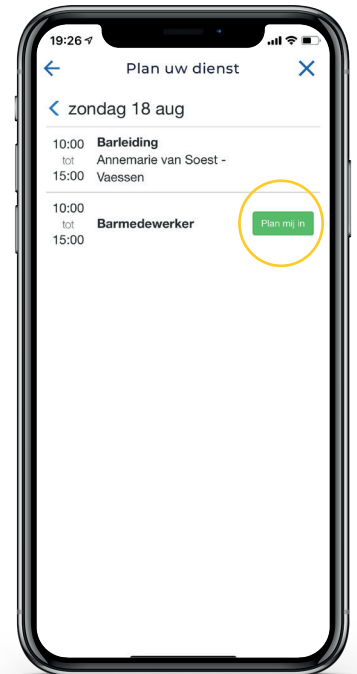 19:26
Plan uw dienst
zondag 18 aug
10:00 Barleiding
tot Annemarie van Soest -
15:00 Vaessen
10:00
tot Barmedewerker Plan mij in
15:00